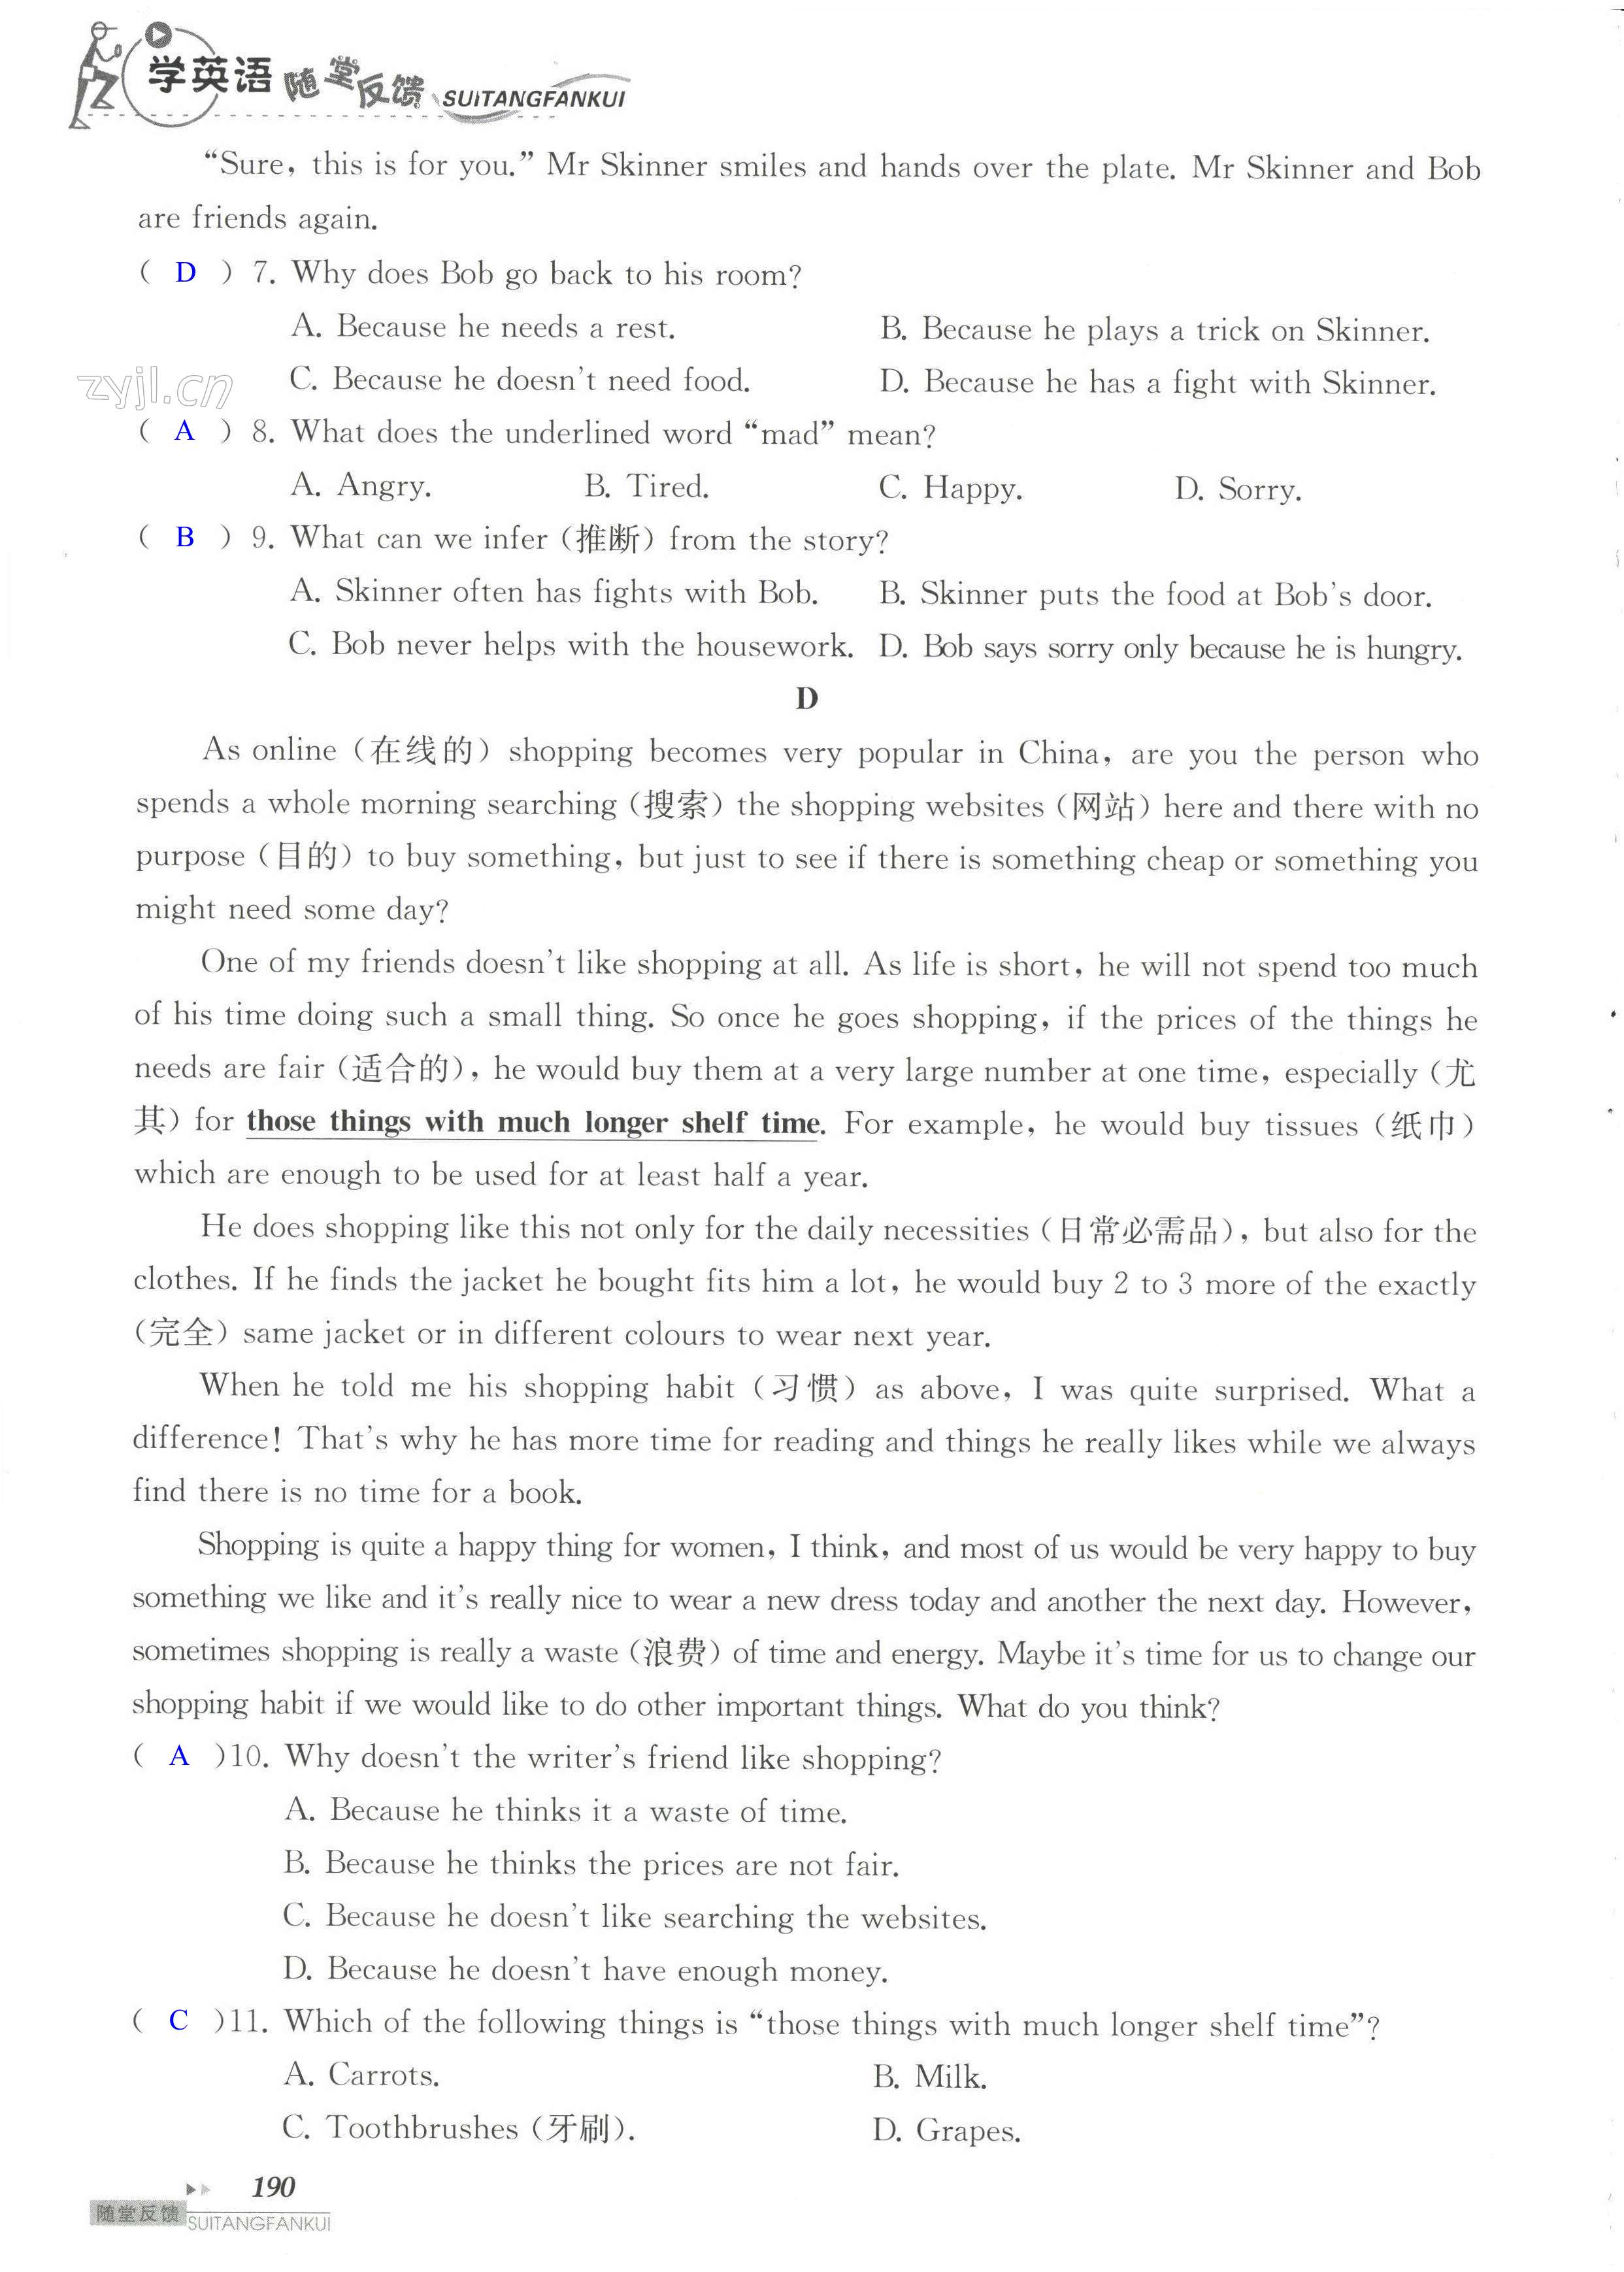 学英语随堂反馈 SUITANGFANKUI
“Sure, this is for you.” Mr Skinner smiles and hands over the plate. Mr Skinner and Bob
are friends again.
( D ) 7. Why does Bob go back to his room?
A. Because he needs a rest. B. Because he plays a trick on Skinner.
zyjl.cn
C. Because he doesn't need food. D. Because he has a fight with Skinner.
( A ) 8. What does the underlined word “mad” mean?
A. Angry. B. Tired. C. Happy. D. Sorry.
( B ) 9. What can we infer (推断) from the story?
A. Skinner often has fights with Bob. B. Skinner puts the food at Bob's door.
C. Bob never helps with the housework. D. Bob says sorry only because he is hungry.
D
As online (在线的) shopping becomes very popular in China, are you the person who
spends a whole morning searching (搜索) the shopping websites (网站) here and there with no
purpose (目的) to buy something, but just to see if there is something cheap or something you
might need some day?
One of my friends doesn't like shopping at all. As life is short, he will not spend too much
of his time doing such a small thing. So once he goes shopping, if the prices of the things he
needs are fair (适合的), he would buy them at a very large number at one time, especially (尤
其) for those things with much longer shelf time. For example, he would buy tissues (纸巾)
which are enough to be used for at least half a year.
He does shopping like this not only for the daily necessities (日常必需品), but also for the
clothes. If he finds the jacket he bought fits him a lot, he would buy 2 to 3 more of the exactly
(完全) same jacket or in different colours to wear next year.
When he told me his shopping habit (习惯) as above, I was quite surprised. What a
difference! That's why he has more time for reading and things he really likes while we always
find there is no time for a book.
Shopping is quite a happy thing for women, I think, and most of us would be very happy to buy
something we like and it's really nice to wear a new dress today and another the next day. However,
sometimes shopping is really a waste (浪费) of time and energy. Maybe it's time for us to change our
shopping habit if we would like to do other important things. What do you think?
( A )10. Why doesn't the writer's friend like shopping?
A. Because he thinks it a waste of time.
B. Because he thinks the prices are not fair.
C. Because he doesn't like searching the websites.
D. Because he doesn't have enough money.
( C )11. Which of the following things is “those things with much longer shelf time”?
A. Carrots. B. Milk.
C. Toothbrushes (牙刷). D. Grapes.
190
随堂反馈 SUITANGFANKUI